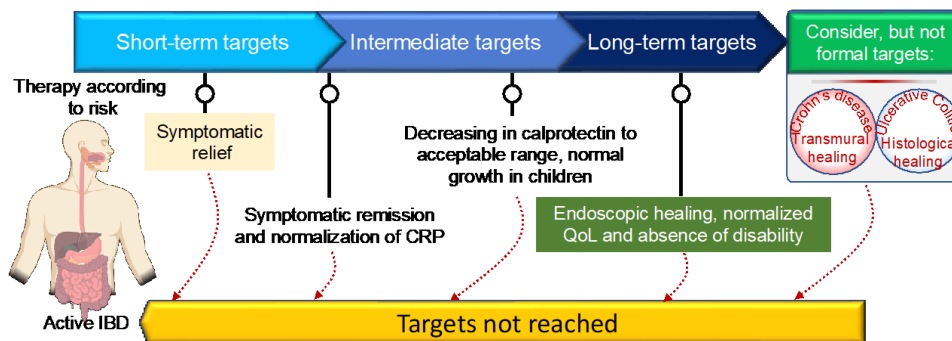 Short-term targets
Intermediate targets
Long-term targets
Consider, but not
formal targets:
Therapy according
to risk
Symptomatic
relief
Symptomatic remission
and normalization of CRP
Decreasing in calprotectin to
acceptable range, normal
growth in children
Endoscopic healing, normalized
QoL and absence of disability
Crohn's disease
Transmural
healing
Ulcerative Colit
Histological
healing
Active IBD
Targets not reached